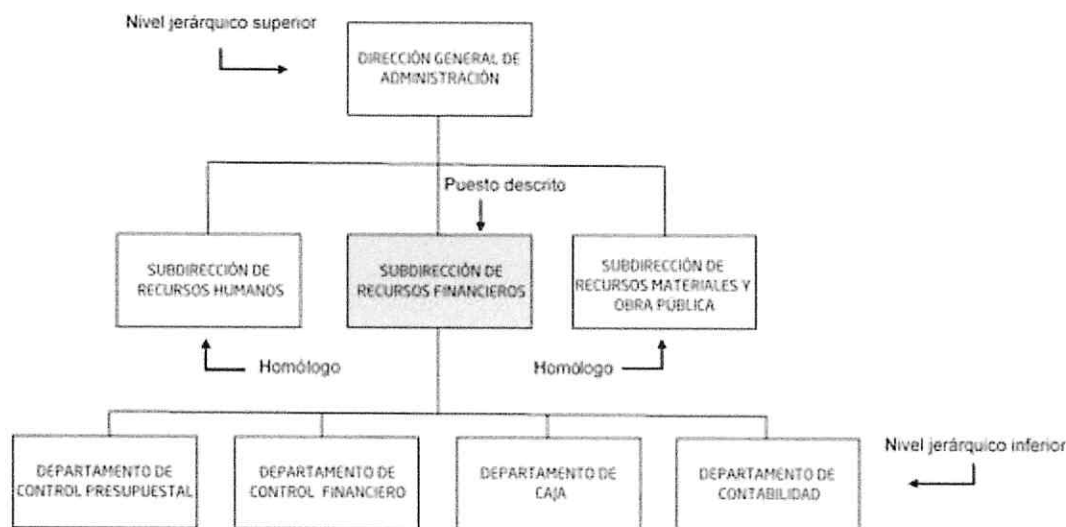 Nivel jerárquico superior
DIRECCIÓN GENERAL DE
ADMINISTRACIÓN
Puesto descrito
SUBDIRECCIÓN DE
RECURSOS HUMANOS
SUBDIRECCIÓN DE
RECURSOS FINANCIEROS
SUBDIRECCIÓN DE
RECURSOS MATERIALES Y
OBRA PÚBLICA
Homólogo
Homólogo
Nivel jerárquico inferior
DEPARTAMENTO DE
CONTROL PRESUPUESTAL
DEPARTAMENTO DE
CONTROL FINANCIERO
DEPARTAMENTO DE
CAJA
DEPARTAMENTO DE
CONTABILIDAD